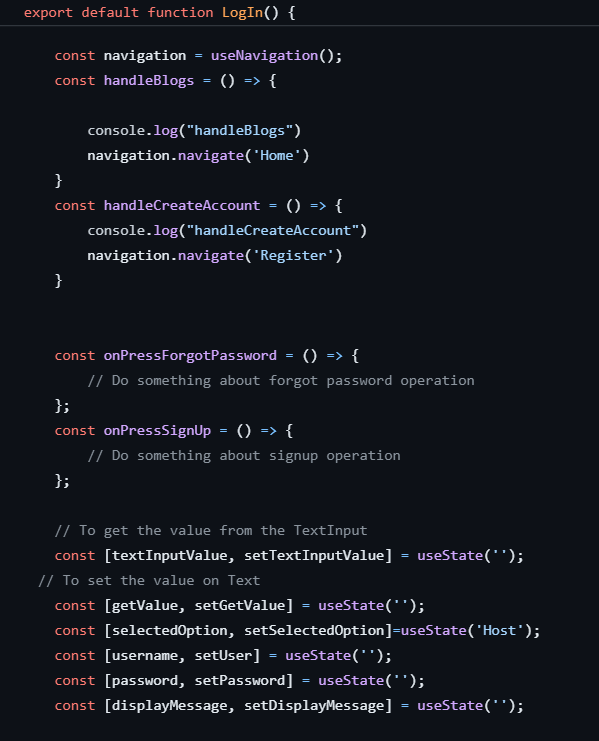 export default function LogIn() {
const navigation = useNavigation();
const handleBlogs = () => {
console.log("handleBlogs")
navigation.navigate('Home')
}
const handleCreateAccount = () => {
console.log("handleCreateAccount")
navigation.navigate('Register')
}
const onPressForgotPassword = () => {
// Do something about forgot password operation
};
const onPressSignUp = () => {
// Do something about signup operation
};
// To get the value from the TextInput
const [textInputValue, setTextInputValue] = useState('');
// To set the value on Text
const [getValue, setGetValue] = useState('');
const [selectedOption, setSelectedOption]=useState('Host');
const [username, setUser] = useState('');
const [password, setPassword] = useState('');
const [displayMessage, setDisplayMessage] = useState('');